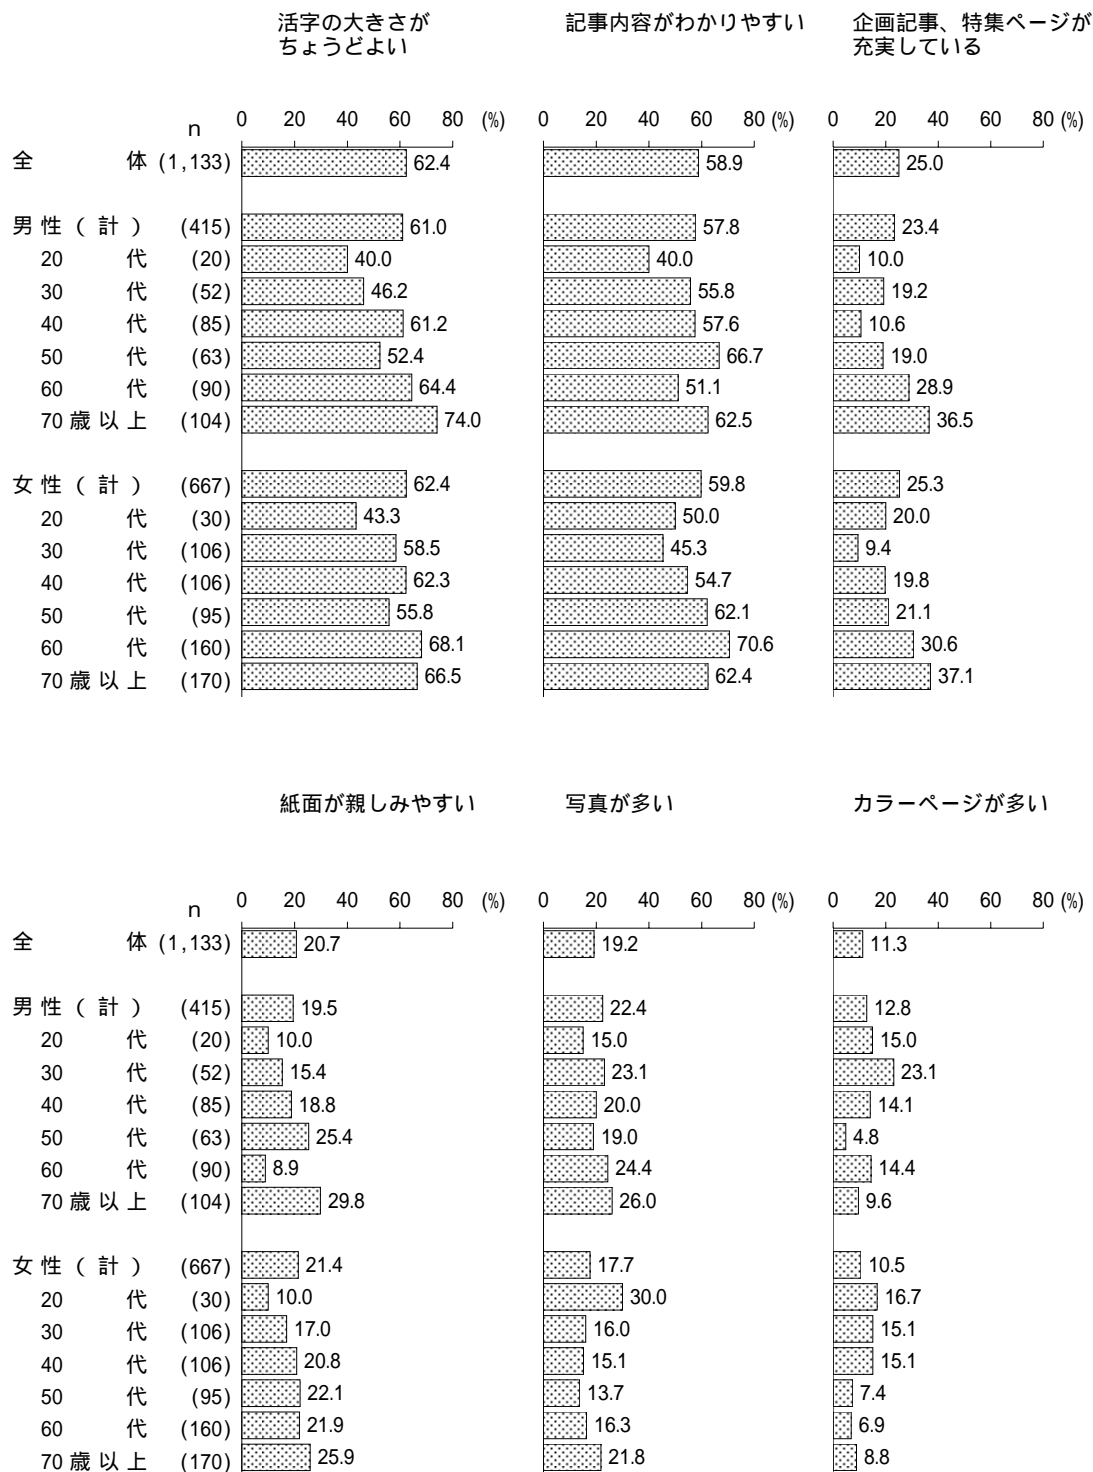 活字の大きさが 記事内容がわかりやすい 企画記事、特集ページが
ちょうどよい 充実している
n 0 20 40 60 80 (%) 0 20 40 60 80 (%) 0 20 40 60 80 (%)
全 体 (1,133) 62.4 58.9 25.0
男性(計) (415) 61.0 57.8 23.4
20 代 (20) 40.0 40.0 10.0
30 代 (52) 46.2 55.8 19.2
40 代 (85) 61.2 57.6 10.6
50 代 (63) 52.4 66.7 19.0
60 代 (90) 64.4 51.1 28.9
70歳以上 (104) 74.0 62.5 36.5
女性(計) (667) 62.4 59.8 25.3
20 代 (30) 43.3 50.0 20.0
30 代 (106) 58.5 45.3 9.4
40 代 (106) 62.3 54.7 19.8
50 代 (95) 55.8 62.1 21.1
60 代 (160) 68.1 70.6 30.6
70歳以上 (170) 66.5 62.4 37.1
紙面が親しみやすい 写真が多い カラーページが多い
n 0 20 40 60 80 (%) 0 20 40 60 80 (%) 0 20 40 60 80 (%)
全 体 (1,133) 20.7 19.2 11.3
男性(計) (415) 19.5 22.4 12.8
20 代 (20) 10.0 15.0 15.0
30 代 (52) 15.4 23.1 23.1
40 代 (85) 18.8 20.0 14.1
50 代 (63) 25.4 19.0 4.8
60 代 (90) 8.9 24.4 14.4
70歳以上 (104) 29.8 26.0 9.6
女性(計) (667) 21.4 17.7 10.5
20 代 (30) 10.0 30.0 16.7
30 代 (106) 17.0 16.0 15.1
40 代 (106) 20.8 15.1 15.1
50 代 (95) 22.1 13.7 7.4
60 代 (160) 21.9 16.3 6.9
70歳以上 (170) 25.9 21.8 8.8